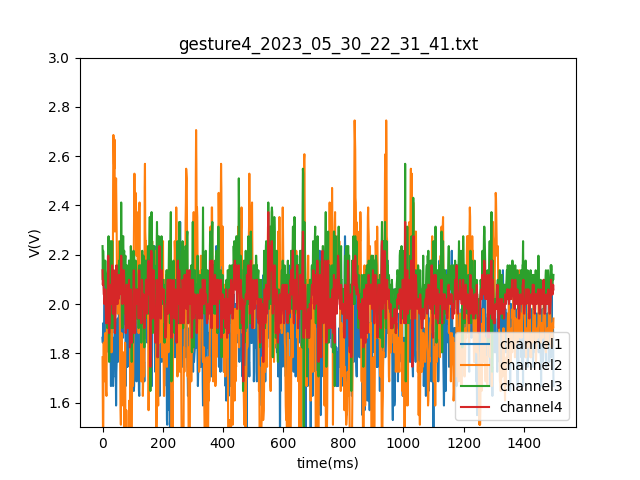 gesture4_2023_05_30_22_31_41.txt
3.0
2.8
2.6
2.4
2.2
2.0
1.8
1.6
V(V)
0 200 400 600 800 1000 1200 1400
time(ms)
channel1
channel2
channel3
channel4